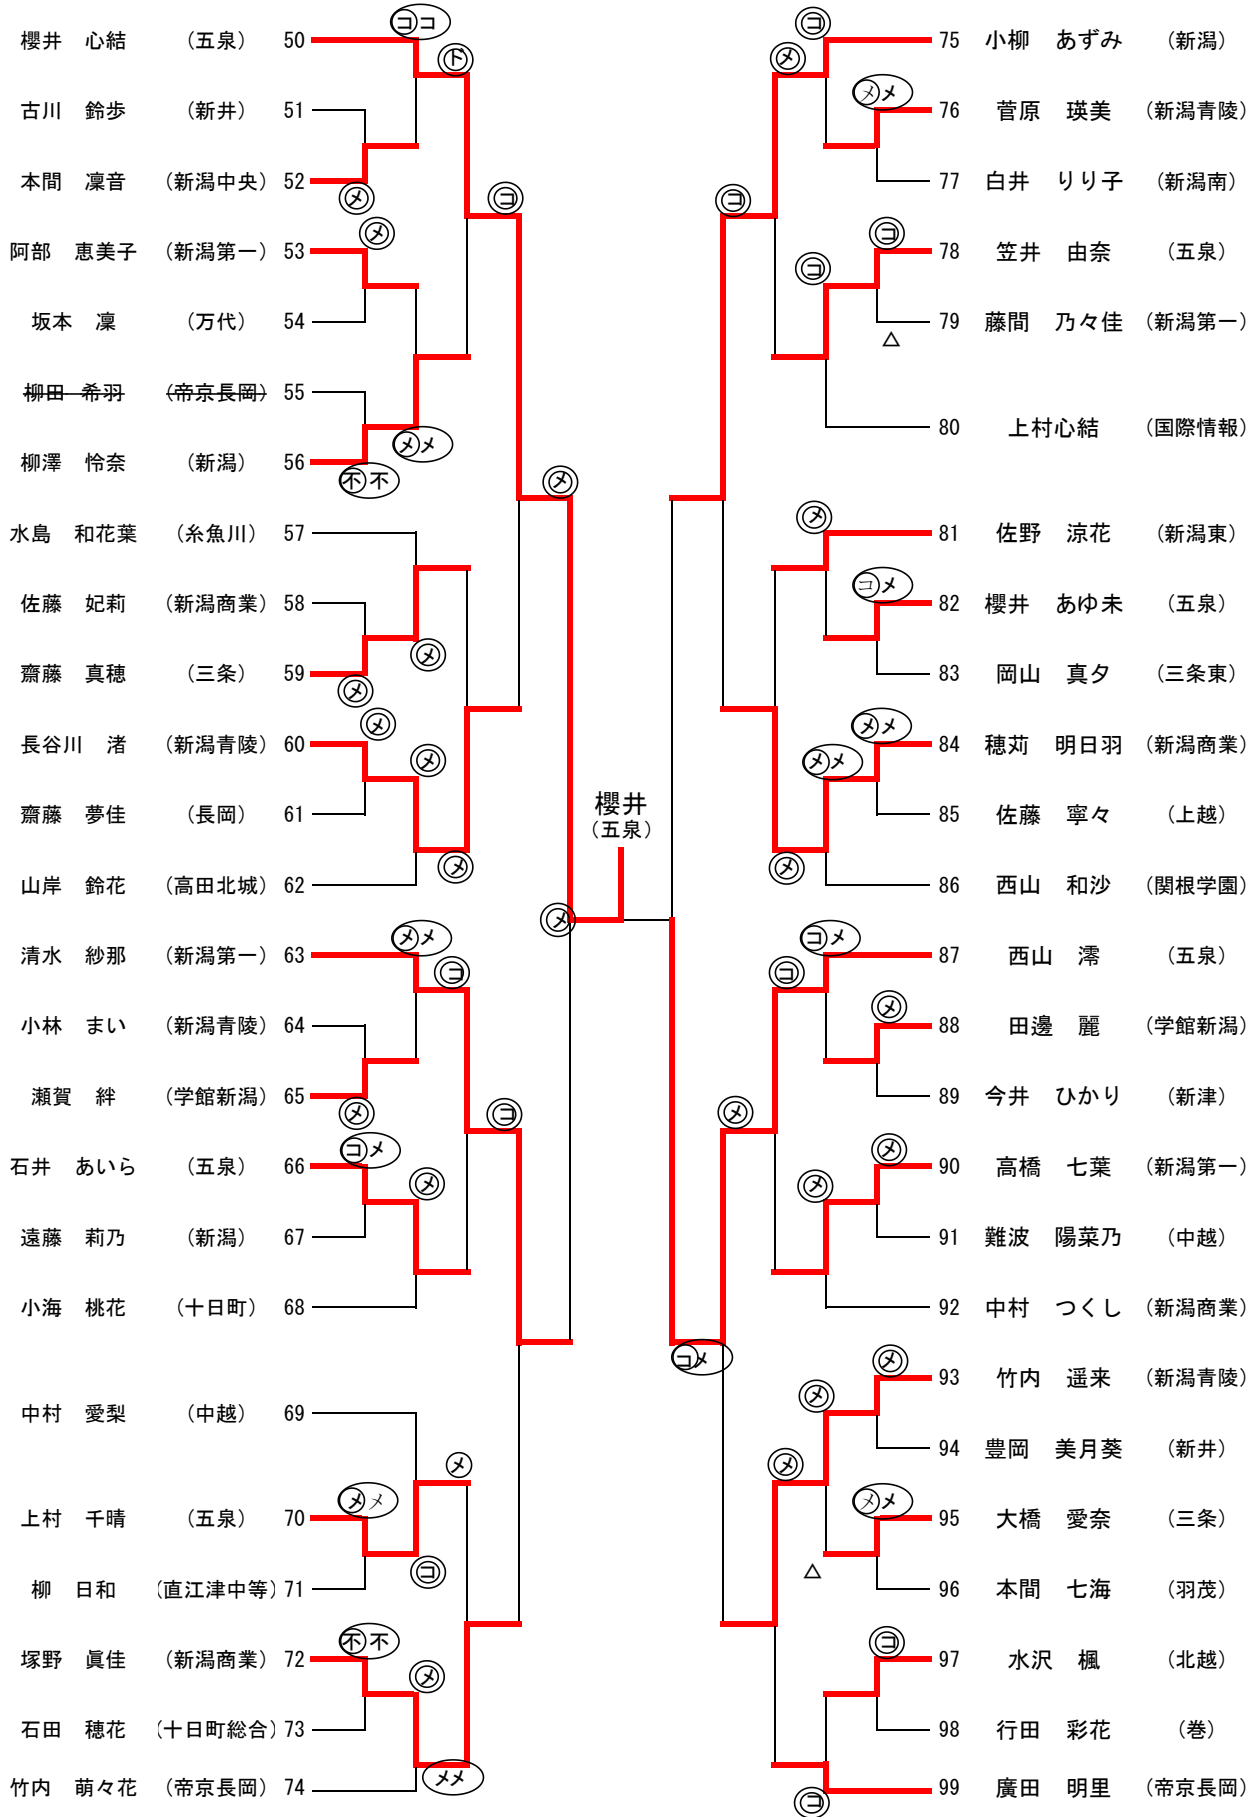 櫻井　心結　（五泉）　50
古川　鈴歩　（新井）　51
本間　凜音　（新潟中央）　52
阿部　恵美子　（新潟第一）　53
坂本　凜　（万代）　54
柳田　希羽　（帝京長岡）　55
柳澤　怜奈　（新潟）　56
水島　和花葉　（糸魚川）　57
佐藤　妃莉　（新潟商業）　58
齋藤　真穂　（三条）　59
長谷川　渚　（新潟青陵）　60
齋藤　夢佳　（長岡）　61
山岸　鈴花　（高田北城）　62
清水　紗那　（新潟第一）　63
小林　まい　（新潟青陵）　64
瀬賀　絆　（学館新潟）　65
石井　あいら　（五泉）　66
遠藤　莉乃　（新潟）　67
小海　桃花　（十日町）　68
中村　愛梨　（中越）　69
上村　千晴　（五泉）　70
柳　日和　（直江津中等）　71
塚野　眞佳　（新潟商業）　72
石田　穂花　（十日町総合）　73
竹内　萌々花　（帝京長岡）　74
ココ
ド
メ
メ
コ
メメ
不不
メ
メ
メ
メ
メ
メ
メ
メメ
コ
メ
コ
コメ
メ
メ
メメ
コ
不不
メ
メメ
櫻井
（五泉）
コ
メ
メメ
コ
コ
コ
△
メ
コメ
メメ
メメ
メ
コメ
コ
メ
メ
メ
メ
コメ
メ
メ
メ
メメ
△
コ
コ
75　小柳　あずみ　（新潟）
76　菅原　瑛美　（新潟青陵）
77　白井　りり子　（新潟南）
78　笠井　由奈　（五泉）
79　藤間　乃々佳　（新潟第一）
80　上村心結　（国際情報）
81　佐野　涼花　（新潟東）
82　櫻井　あゆ未　（五泉）
83　岡山　真夕　（三条東）
84　穂苅　明日羽　（新潟商業）
85　佐藤　寧々　（上越）
86　西山　和沙　（関根学園）
87　西山　澪　（五泉）
88　田邊　麗　（学館新潟）
89　今井　ひかり　（新津）
90　高橋　七葉　（新潟第一）
91　難波　陽菜乃　（中越）
92　中村　つくし　（新潟商業）
93　竹内　遥来　（新潟青陵）
94　豊岡　美月葵　（新井）
95　大橋　愛奈　（三条）
96　本間　七海　（羽茂）
97　水沢　楓　（北越）
98　行田　彩花　（巻）
99　廣田　明里　（帝京長岡）